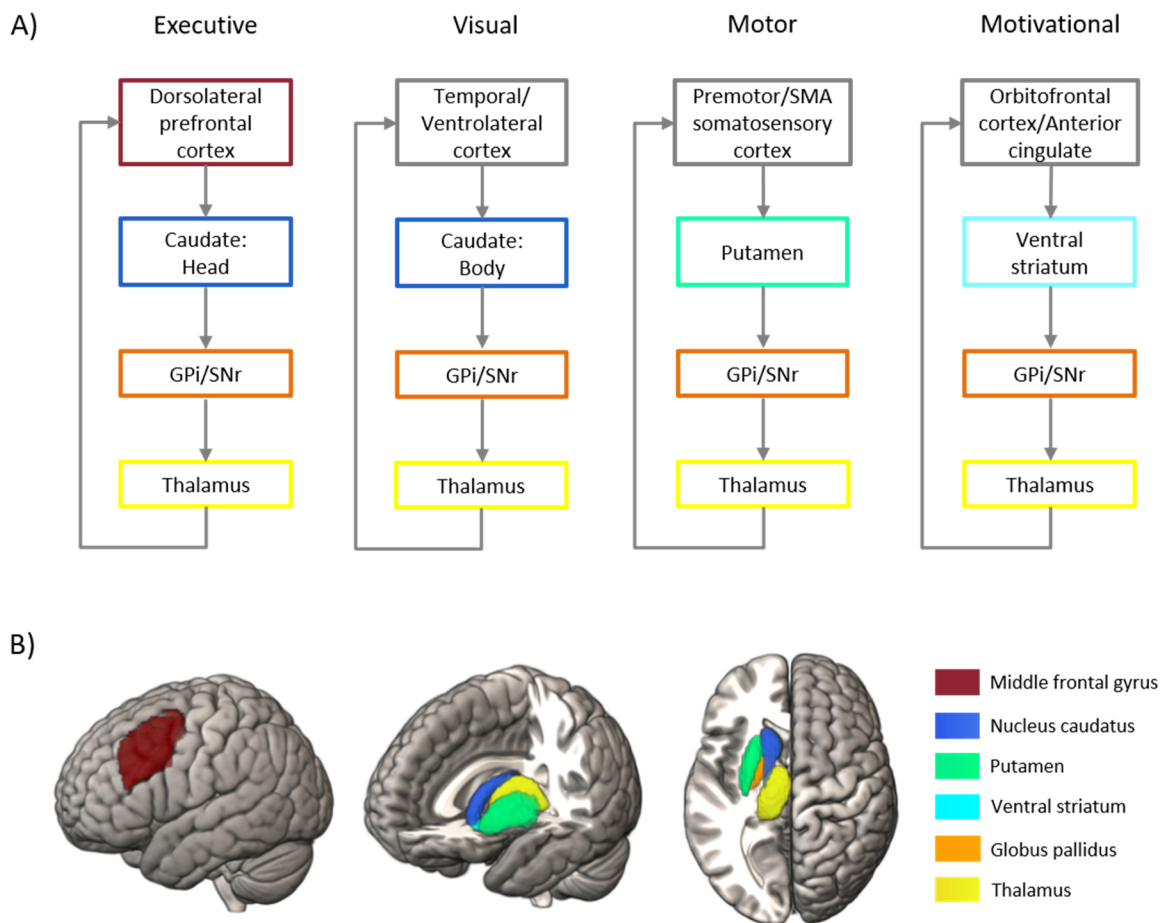 A)
Executive
Visual
Motor
Motivational
Dorsolateral
prefrontal
cortex
Temporal/
Ventrolateral
cortex
Premotor/SMA
somatosensory
cortex
Orbitofrontal
cortex/Anterior
cingulate
Caudate:
Head
Caudate:
Body
Putamen
Ventral
striatum
GPi/SNr
GPi/SNr
GPi/SNr
GPi/SNr
Thalamus
Thalamus
Thalamus
Thalamus
B)
Middle frontal gyrus
Nucleus caudatus
Putamen
Ventral striatum
Globus pallidus
Thalamus